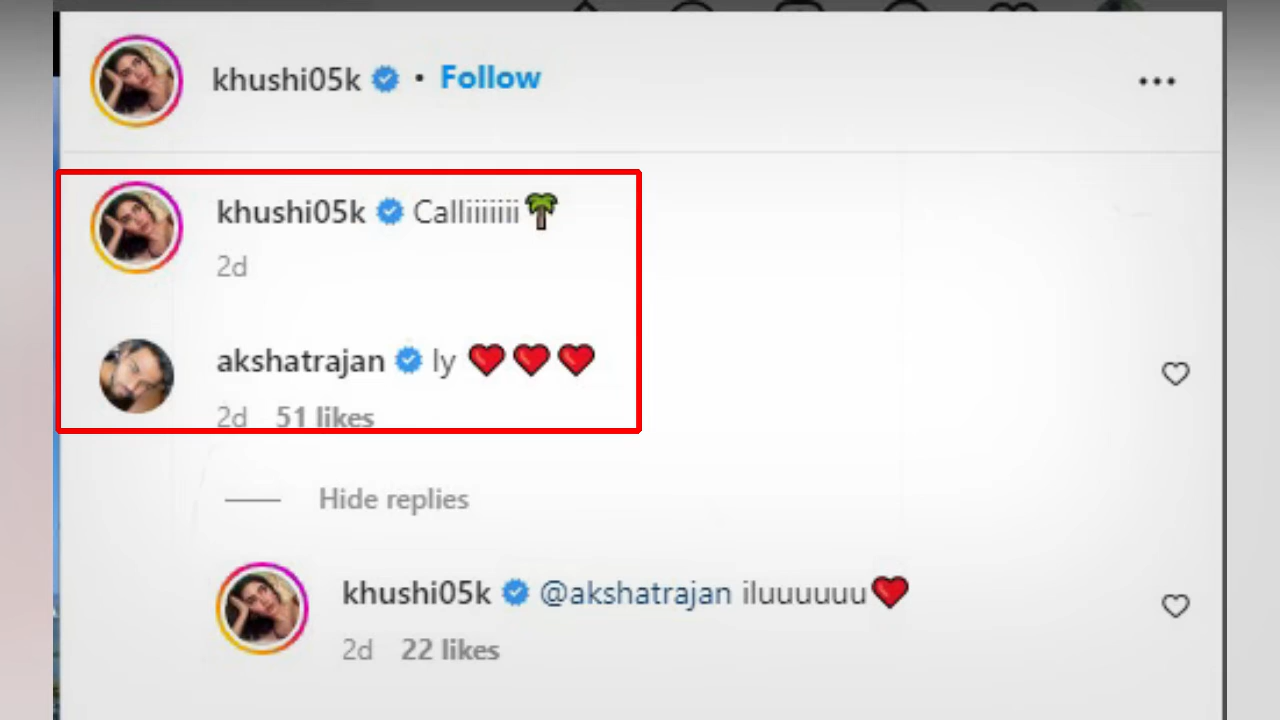 khushi05k • Follow
khushi05k Calliiiiiii🌴
2d
akshatrajan ly ❤️❤️❤️
2d 51 likes
Hide replies
khushi05k @akshatrajan iluuuuuu❤️
2d 22 likes